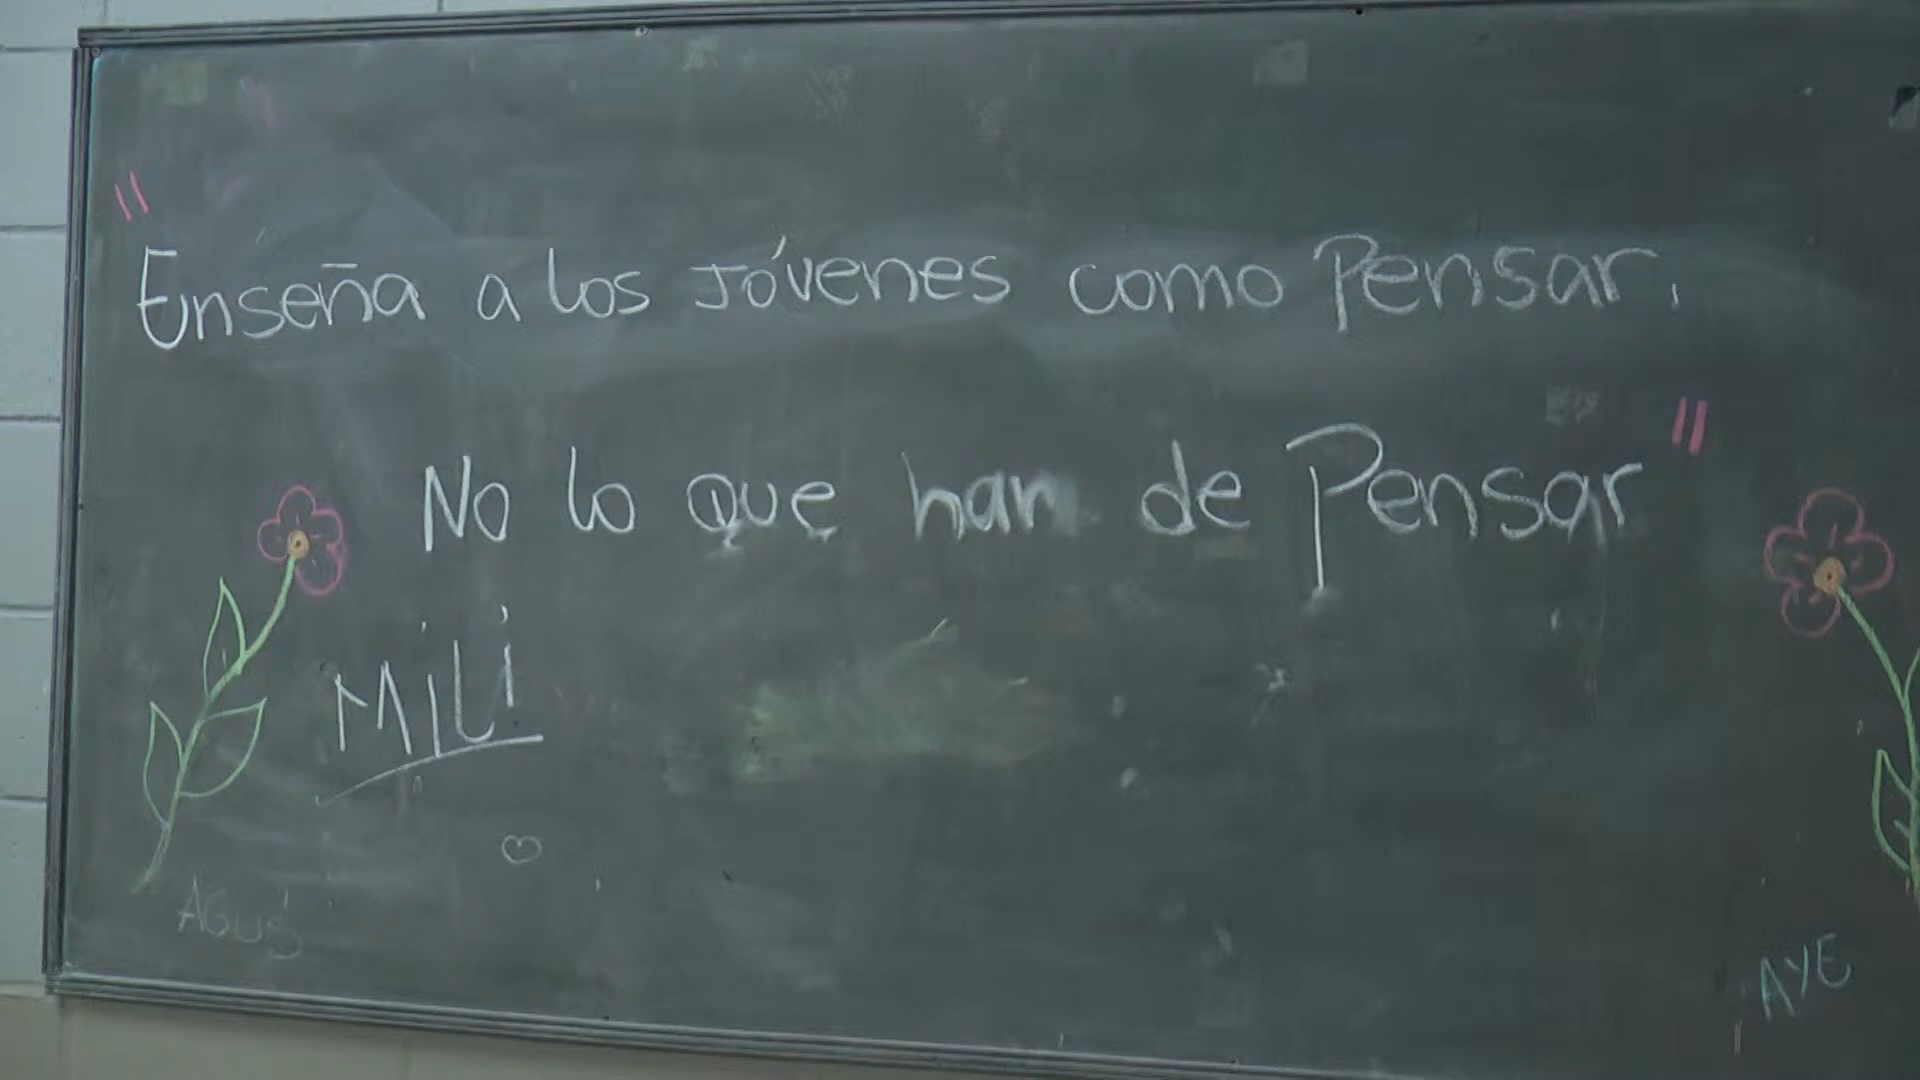 "Enseña a los jóvenes como Pensar.
No lo que han de Pensar"
MiLi
AGUS
AYE